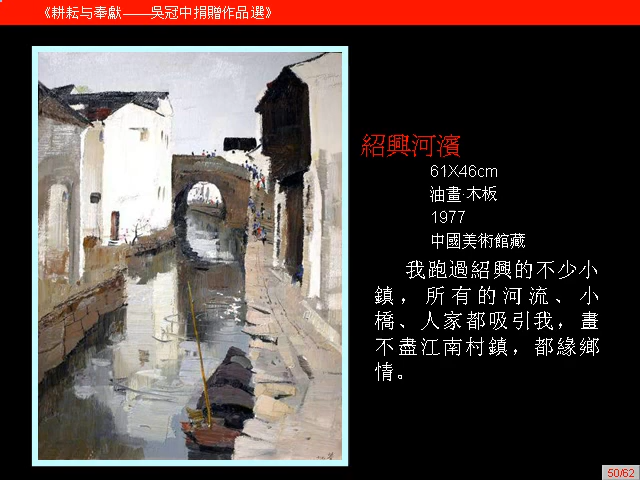 《耕耘与奉獻——吳冠中捐贈作品選》
紹興河濱
61X46cm
油畫·木板
1977
中國美術館藏
我跑過紹興的不少小
鎮，所有的河流、小
橋、人家都吸引我，畫
不盡江南村鎮，都緣鄉
情。
50/62